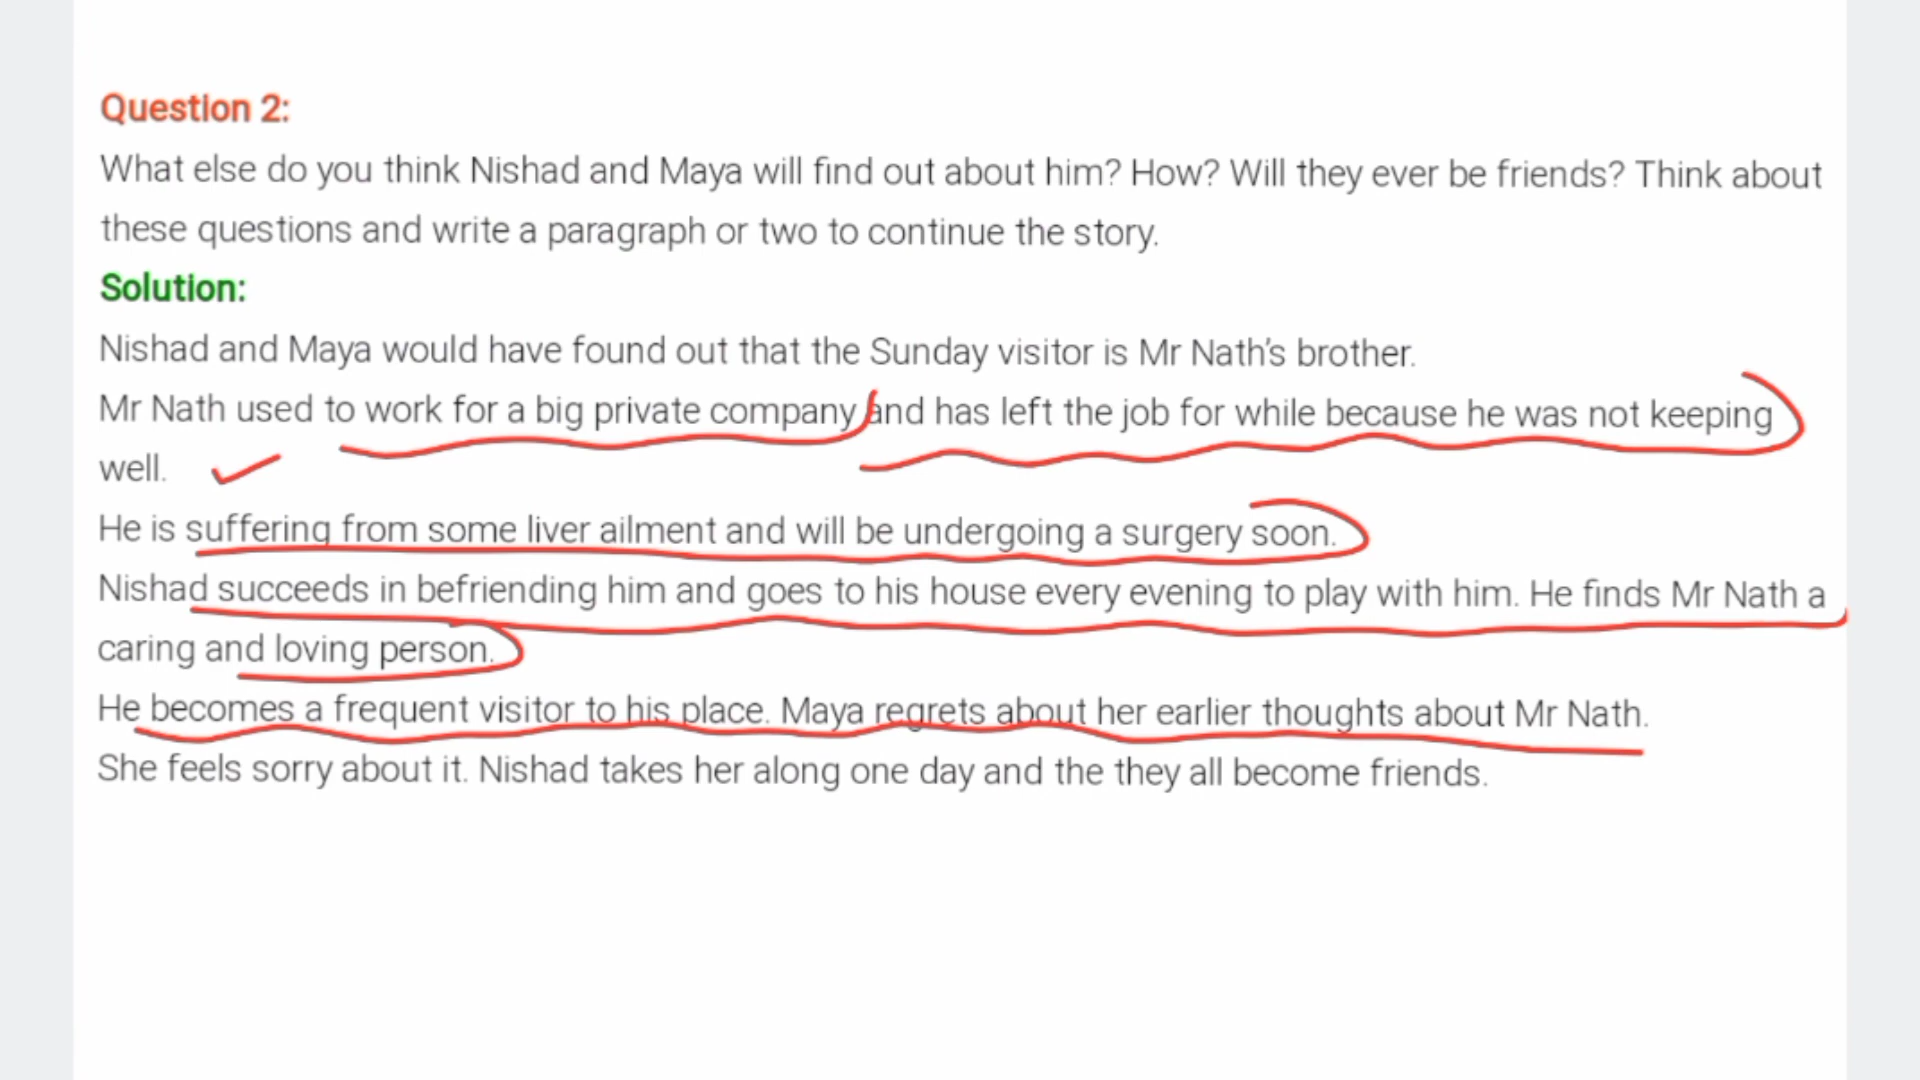 Question 2:
What else do you think Nishad and Maya will find out about him? How? Will they ever be friends? Think about
these questions and write a paragraph or two to continue the story.
Solution:
Nishad and Maya would have found out that the Sunday visitor is Mr Nath's brother.
Mr Nath used to work for a big private company and has left the job for while because he was not keeping
well.
He is suffering from some liver ailment and will be undergoing a surgery soon.
Nishad succeeds in befriending him and goes to his house every evening to play with him. He finds Mr Nath a
caring and loving person.
He becomes a frequent visitor to his place. Maya regrets about her earlier thoughts about Mr Nath.
She feels sorry about it. Nishad takes her along one day and the they all become friends.